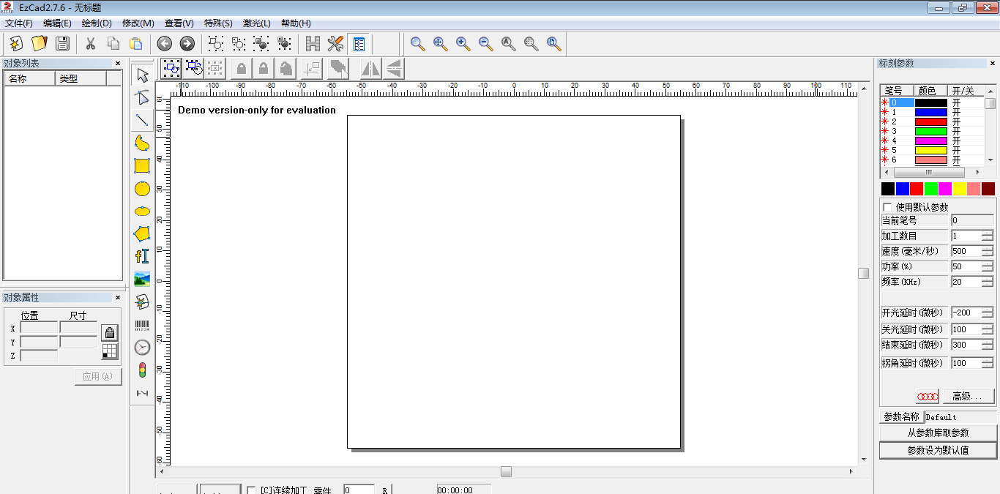 EzCad2.7.6 - 无标题
文件(F) 编辑(E) 绘制(D) 修改(M) 查看(V) 特殊(S) 激光(L) 帮助(H)
对象列表
名称 类型
对象属性
位置 尺寸
X
Y
Z
应用(A)
-110 -100 -90 -80 -70 -60 -50 -40 -30 -20 -10 0 10 20 30 40 50 60 70 80 90 100 110
60
50
40
30
20
10
0
-10
-20
-30
-40
-50
-60
Demo version-only for evaluation
[C]连续加工 零件 0 R 00:00:00
标刻参数
笔号 颜色 开/关
0 开
1 开
2 开
3 开
4 开
5 开
6 开
使用默认参数
当前笔号 0
加工数目 1
速度(毫米/秒) 500
功率(%) 50
频率(KHz) 20
开光延时(微秒) -200
关光延时(微秒) 100
结束延时(微秒) 300
拐角延时(微秒) 100
高级...
参数名称 Default
从参数库取参数
参数设为默认值